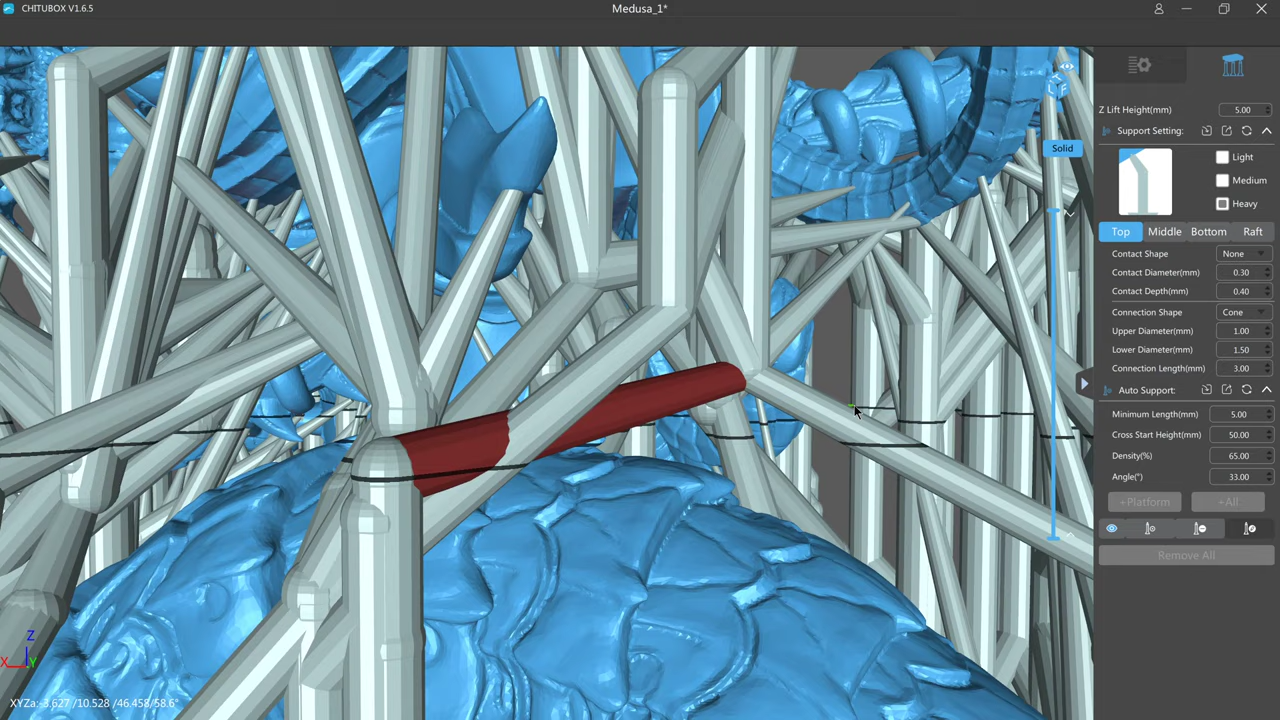 CHITUBOX V1.6.5
Medusa_1*
Z Lift Height(mm) 5.00
Support Setting:
Light
Medium
Heavy
Solid
Top Middle Bottom Raft
Contact Shape None
Contact Diameter(mm) 0.30
Contact Depth(mm) 0.40
Connection Shape Cone
Upper Diameter(mm) 1.00
Lower Diameter(mm) 1.50
Connection Length(mm) 3.00
Auto Support:
Minimum Length(mm) 5.00
Cross Start Height(mm) 50.00
Density(%) 65.00
Angle(°) 33.00
+Platform +All
Remove All
Z
X Y
XYZa:-3.627/10.528/46.458/58.6°